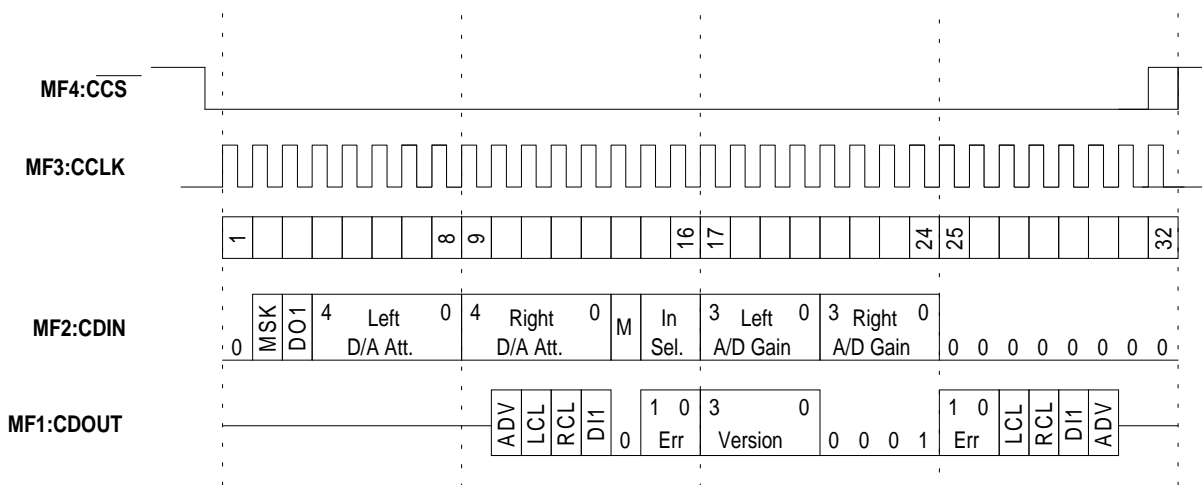 MF4:CCS
MF3:CCLK
1 8 9 16 17 24 25 32
MF2:CDIN
0 MSK DO1 4 Left 0 4 Right 0 M In 3 Left 0 3 Right 0 0 0 0 0 0 0 0 0
D/A Att. D/A Att. Sel. A/D Gain A/D Gain
MF1:CDOUT
ADV LCL RCL DI1 0 1 0 3 0 0 0 0 1 1 0 LCL RCL DI1 ADV
Err Version Err